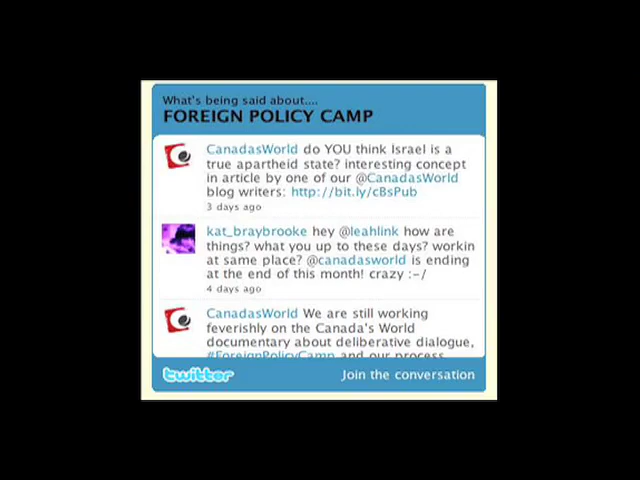 What's being said about....
FOREIGN POLICY CAMP
CanadasWorld do YOU think Israel is a
true apartheid state? interesting concept
in article by one of our @CanadasWorld
blog writers: http://bit.ly/cBsPub
3 days ago
kat_braybrooke hey @leahlink how are
things? what you up to these days? workin
at same place? @canadasworld is ending
at the end of this month! crazy :-/
4 days ago
CanadasWorld We are still working
feverishly on the Canada's World
documentary about deliberative dialogue,
#ForeignPolicyCamp and our process
twitter
Join the conversation